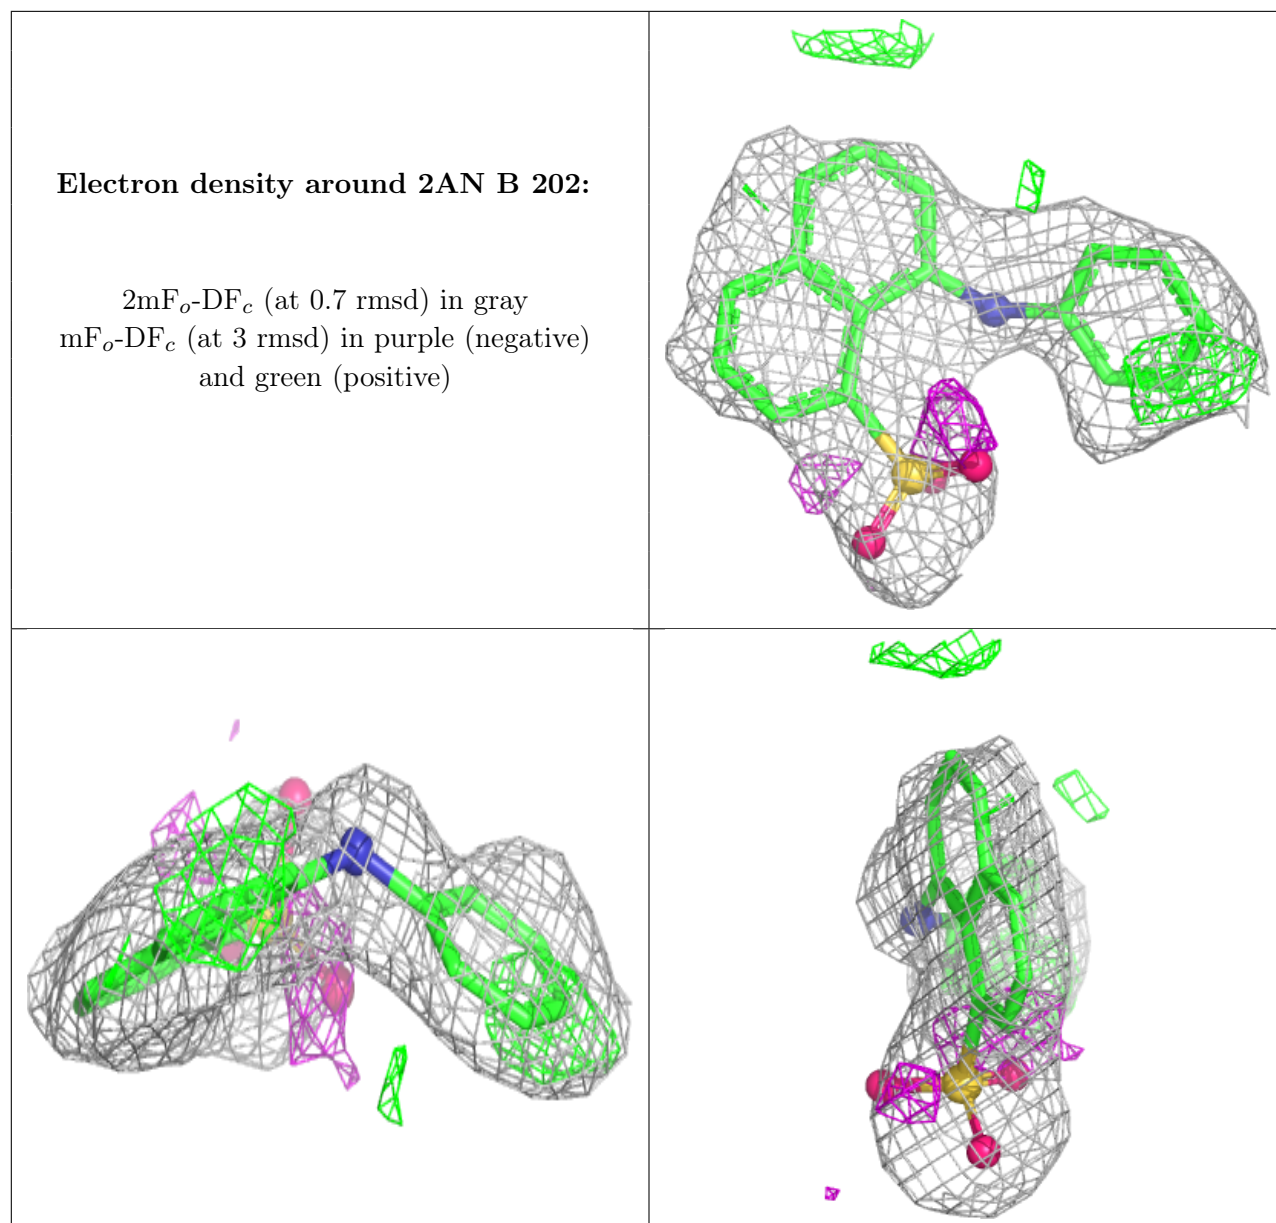 Electron density around 2AN B 202:
2mFo-DFc (at 0.7 rmsd) in gray
mFo-DFc (at 3 rmsd) in purple (negative)
and green (positive)